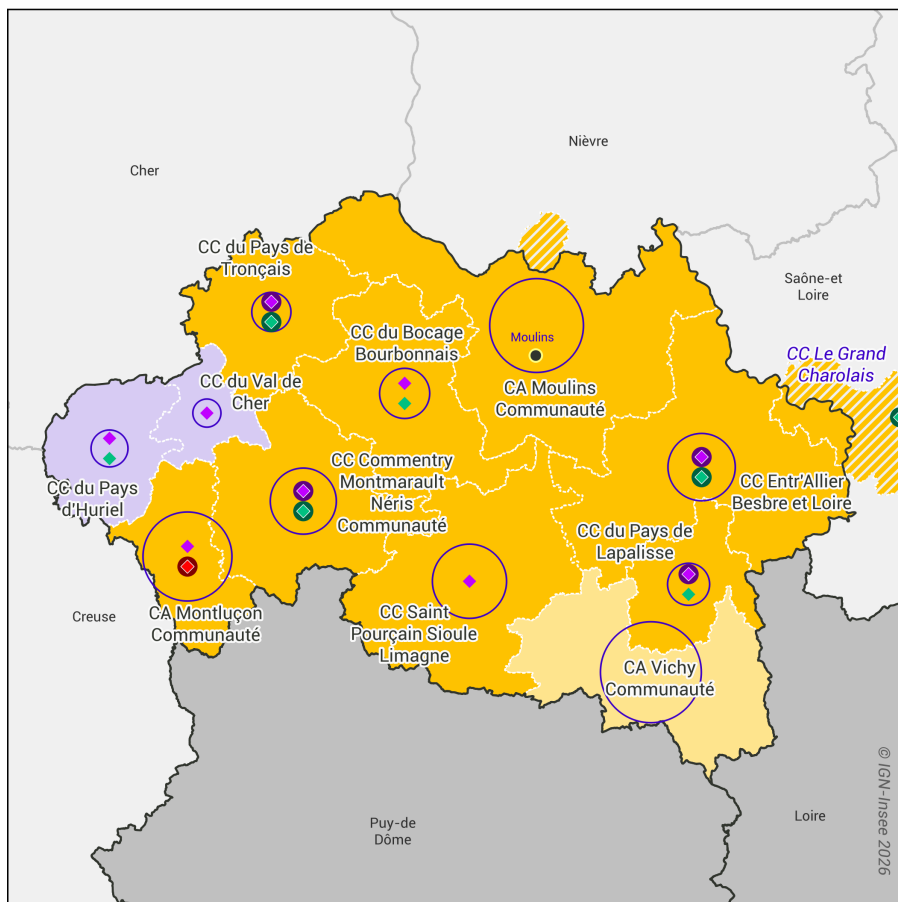 Nièvre
Cher
CC du Pays de
Tronçais
Saône-et
Loire
CC du Bocage
Bourbonnais
Moulins
CC Le Grand
Charolais
CC du Val de
Cher
CA Moulins
Communauté
CC du Pays
d'Huriel
CC Commentry
Montmarault
Néris
Communauté
CC Entr'Allier
Besbre et Loire
CC du Pays de
Lapalisse
Creuse
CA Montluçon
Communauté
CC Saint
Pourçain Sioule
Limagne
CA Vichy
Communauté
Puy-de
Dôme
Loire
© IGN-Insee 2026